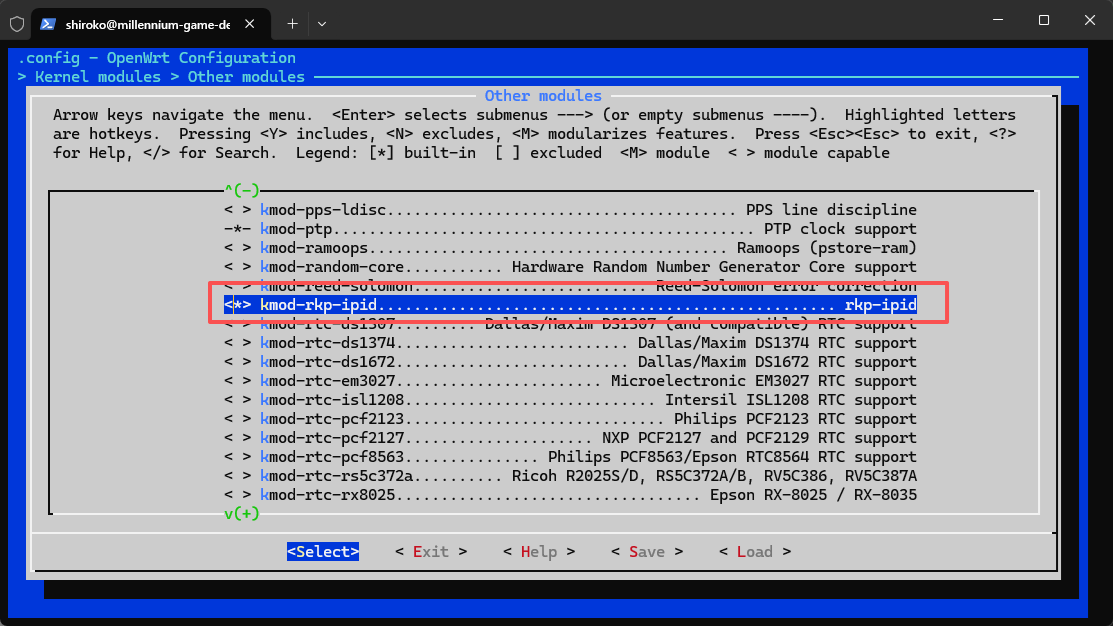 shiroko@millennium-game-de
.config - OpenWrt Configuration
> Kernel modules > Other modules
Other modules
Arrow keys navigate the menu.  <Enter> selects submenus ---> (or empty submenus ----).  Highlighted letters
are hotkeys.  Pressing <Y> includes, <N> excludes, <M> modularizes features.  Press <Esc><Esc> to exit, <?>
for Help, </> for Search.  Legend: [*] built-in  [ ] excluded  <M> module  < > module capable
^(-)
< > kmod-pps-ldisc....................................... PPS line discipline
-*- kmod-ptp............................................... PTP clock support
< > kmod-ramoops........................................ Ramoops (pstore-ram)
< > kmod-random-core........... Hardware Random Number Generator Core support
< > kmod-reed-solomon.......................... Reed-Solomon error correction
<*> kmod-rkp-ipid................................................... rkp-ipid
< > kmod-rtc-ds1307......... Dallas/Maxim DS1307 (and compatible) RTC support
< > kmod-rtc-ds1374.......................... Dallas/Maxim DS1374 RTC support
< > kmod-rtc-ds1672.......................... Dallas/Maxim DS1672 RTC support
< > kmod-rtc-em3027....................... Microelectronic EM3027 RTC support
< > kmod-rtc-isl1208............................ Intersil ISL1208 RTC support
< > kmod-rtc-pcf2123............................. Philips PCF2123 RTC support
< > kmod-rtc-pcf2127..................... NXP PCF2127 and PCF2129 RTC support
< > kmod-rtc-pcf8563............... Philips PCF8563/Epson RTC8564 RTC support
< > kmod-rtc-rs5c372a.......... Ricoh R2025S/D, RS5C372A/B, RV5C386, RV5C387A
< > kmod-rtc-rx8025.................................. Epson RX-8025 / RX-8035
v(+)
<Select>    < Exit >    < Help >    < Save >    < Load >